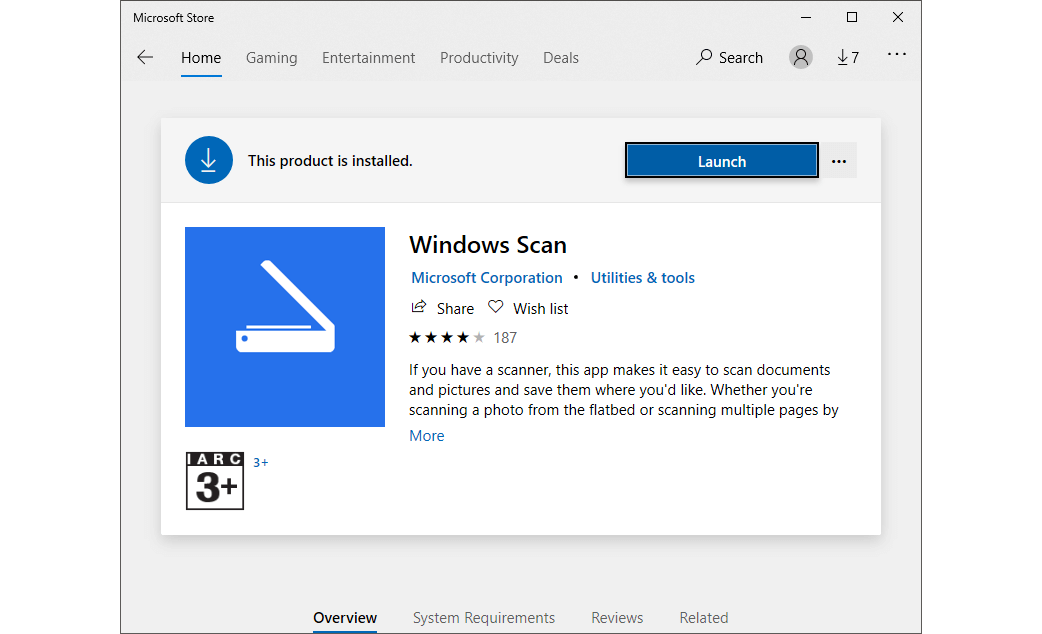 Microsoft Store
Home Gaming Entertainment Productivity Deals Search 7
This product is installed. Launch
Windows Scan
Microsoft Corporation • Utilities & tools
Share Wish list
187
If you have a scanner, this app makes it easy to scan documents
and pictures and save them where you'd like. Whether you're
scanning a photo from the flatbed or scanning multiple pages by
More
IARC
3+
3+
Overview System Requirements Reviews Related